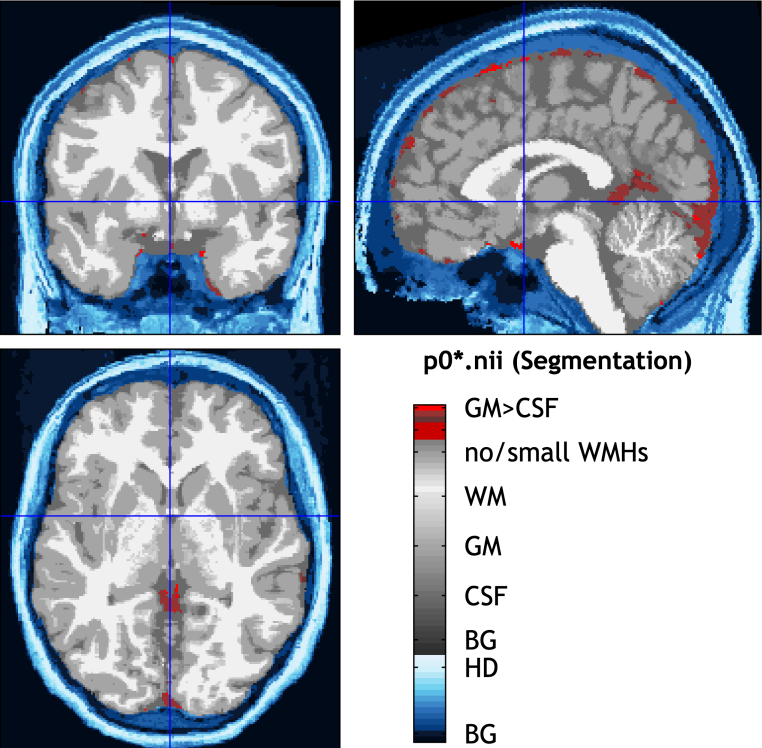 p0*.nii (Segmentation)
GM>CSF
no/small WMHs
WM
GM
CSF
BG
HD
BG